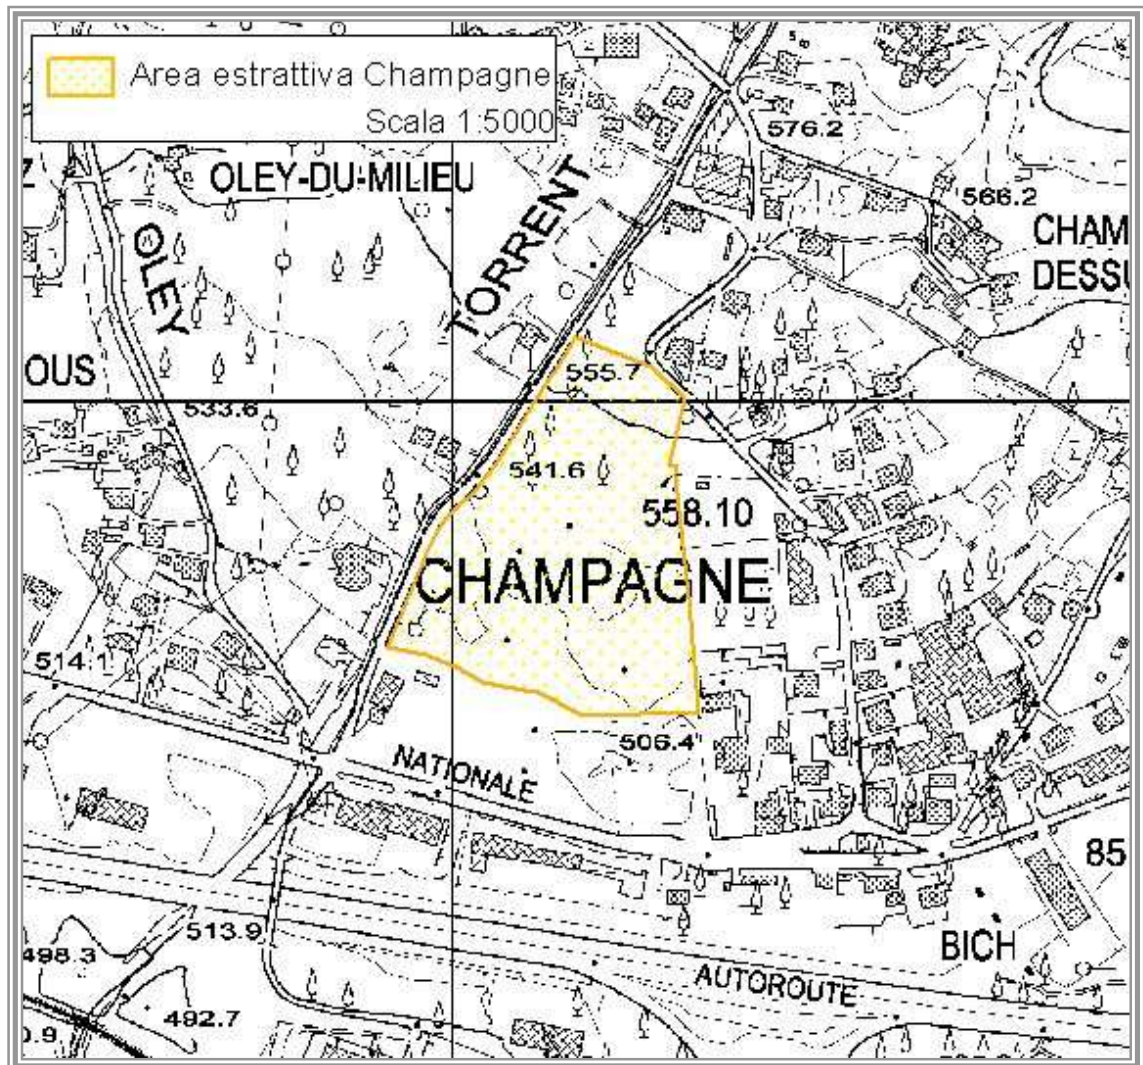 Area estrattiva Champagne
Scala 1:5000
576.2
OLEY-DU-MILIEU
566.2
TORRENT
CHAM
DESSU
OLEY
555.7
OUS
533.6
541.6
558.10
CHAMPAGNE
514.1
506.4
NATIONALE
85
513.9
BICH
498.3
AUTOROUTE
492.7
0.9